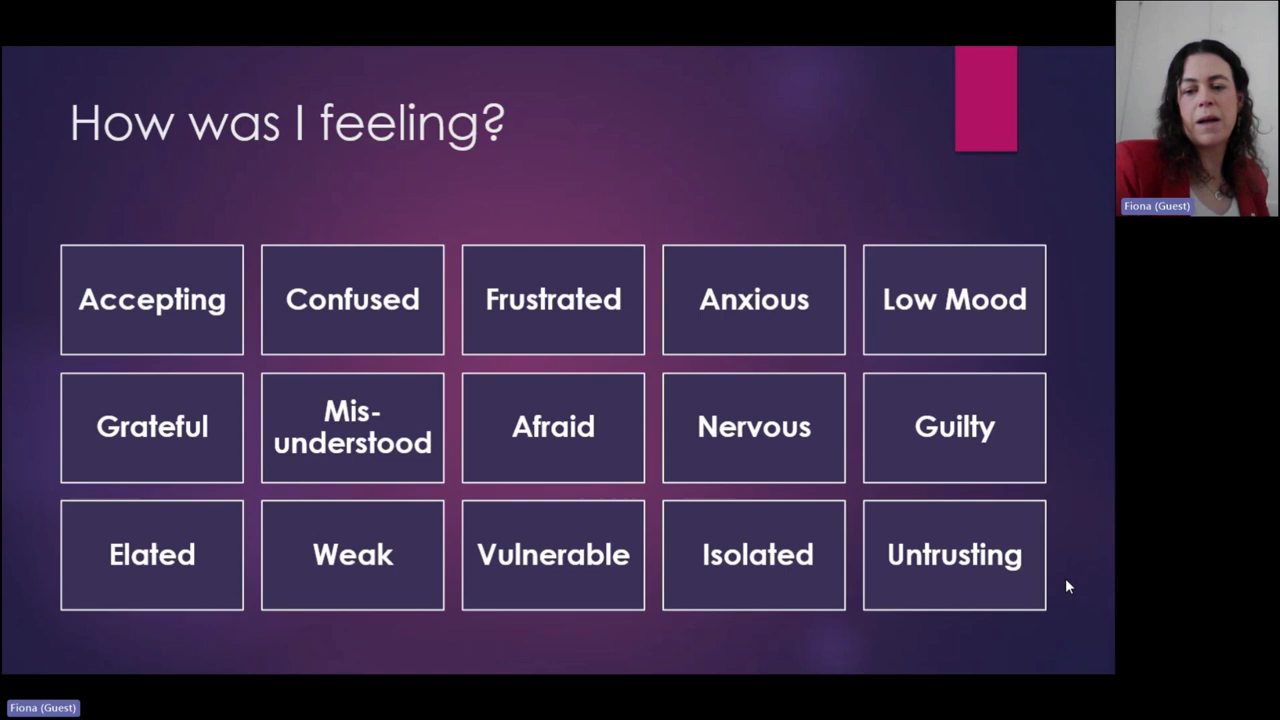 How was I feeling?
Fiona (Guest)
Accepting
Confused
Frustrated
Anxious
Low Mood
Grateful
Mis-
understood
Afraid
Nervous
Guilty
Elated
Weak
Vulnerable
Isolated
Untrusting
Fiona (Guest)